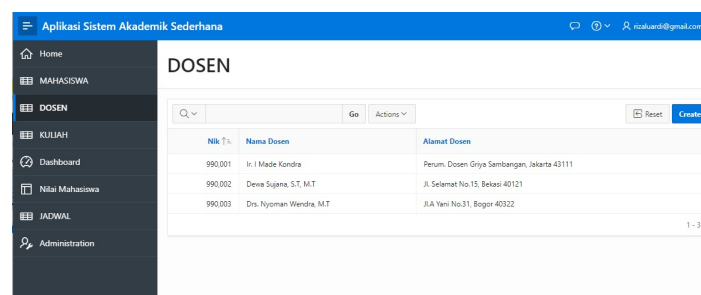 Aplikasi Sistem Akademik Sederhana rizaluardi@gmail.com
Home
MAHASISWA
DOSEN
KULIAH
Dashboard
Nilai Mahasiswa
JADWAL
Administration
DOSEN
Go Actions Reset Create
Nik Nama Dosen Alamat Dosen
990,001 Ir. I Made Kondra Perum. Dosen Griya Sambangan, Jakarta 43111
990,002 Dewa Sujana, S.T, M.T Jl. Selamat No.15, Bekasi 40121
990,003 Drs. Nyoman Wendra, M.T Jl.A Yani No.31, Bogor 40322
1 - 3